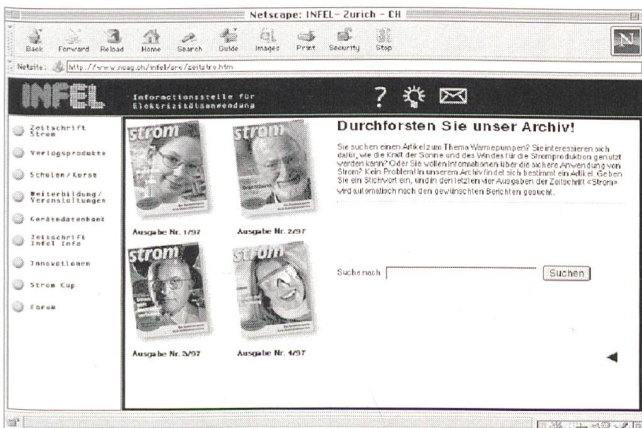 Netscape: INFEL- Zurich - CH
Back Forward Reload Home Search Guide Images Print Security Stop
N
Netsite: http://www.noag.ch/infel/arc/zeitstro.htm
INFEL
Informationsstelle für
Elektrizitätsanwendung
?
Zeitschrift
Strom
Verlagsprodukte
Schulen/Kurse
Weiterbildung/
Veranstaltungen
Gerätedatenbank
Zeitschrift
Infel Info
Innovationen
Strom Cup
Forum
strom
Ausgabe Nr. 1/97
strom
Ausgabe Nr. 2/97
strom
Ausgabe Nr. 3/97
strom
Ausgabe Nr. 4/97
Durchforsten Sie unser Archiv!
Sie suchen einen Artikel zum Thema Wärmepumpen? Sie interessieren sich
dafür, wie die Kraft der Sonne und des Windes für die Stromproduktion genutzt
werden kann? Oder Sie wollen Informationen über die sichere Anwendung von
Strom? Kein Problem! In unserem Archiv findet sich bestimmt ein Artikel. Geben
Sie ein Stichwort ein, und in den letzten vier Ausgaben der Zeitschrift «Strom»
wird automatisch nach den gewünschten Berichten gesucht.
Suche nach
Suchen